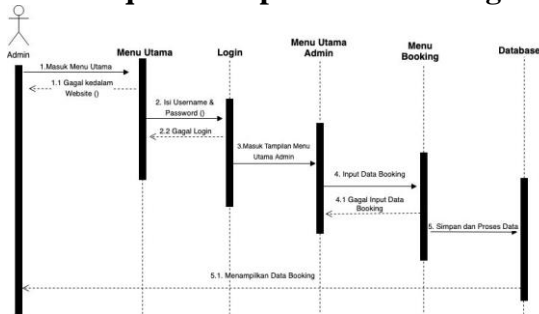 Admin
Menu Utama
Login
Menu Utama
Admin
Menu
Booking
Database
1.Masuk Menu Utama
1.1 Gagal kedalam
Website ()
2. Isi Username &
Password ()
2.2 Gagal Login
3.Masuk Tampilan Menu
Utama Admin
4. Input Data Booking
4.1 Gagal Input Data
Booking
5. Simpan dan Proses Data
5.1. Menampilkan Data Booking